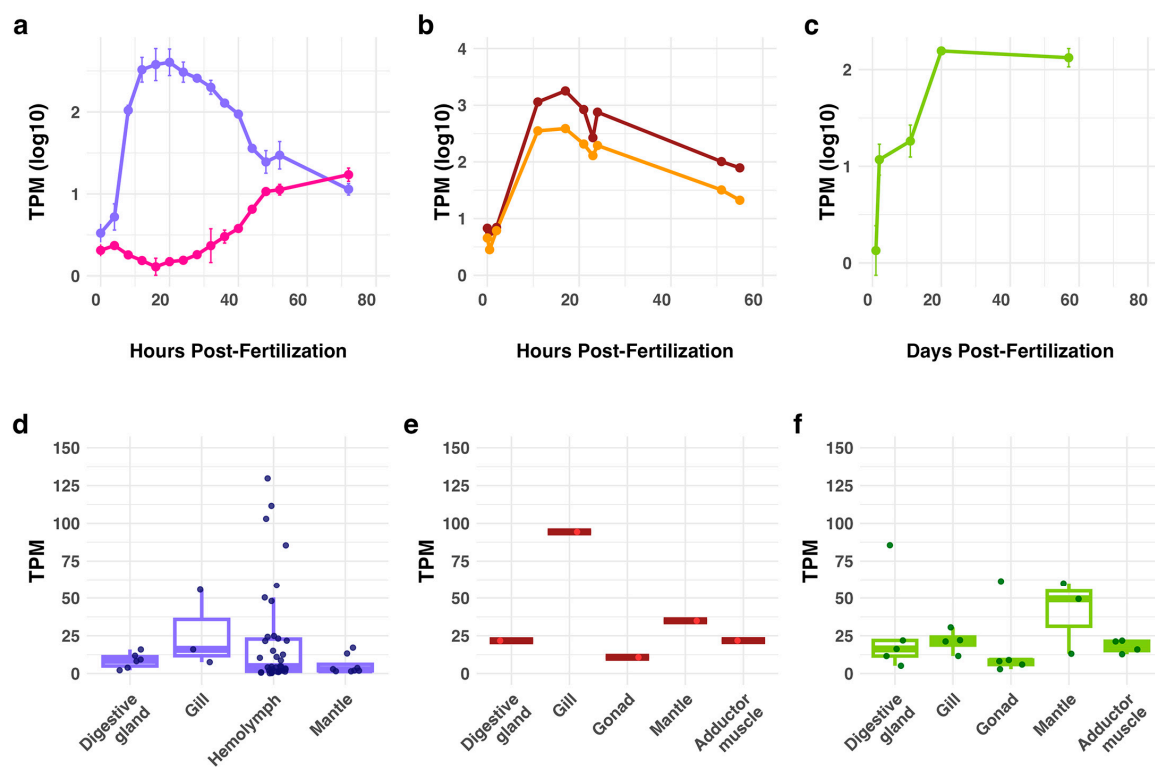 a
b
c
TPM (log10)
2
1
0
0
20
40
60
80
Hours Post-Fertilization
TPM (log10)
4
3
2
1
0
0
20
40
60
Hours Post-Fertilization
TPM (log10)
2
1
0
0
20
40
60
80
Days Post-Fertilization
d
e
f
TPM
150
125
100
75
50
25
0
Digestive
gland
Gill
Hemolymph
Mantle
TPM
150
125
100
75
50
25
0
Digestive
gland
Gill
Gonad
Mantle
Adductor
muscle
TPM
150
125
100
75
50
25
0
Digestive
gland
Gill
Gonad
Mantle
Adductor
muscle